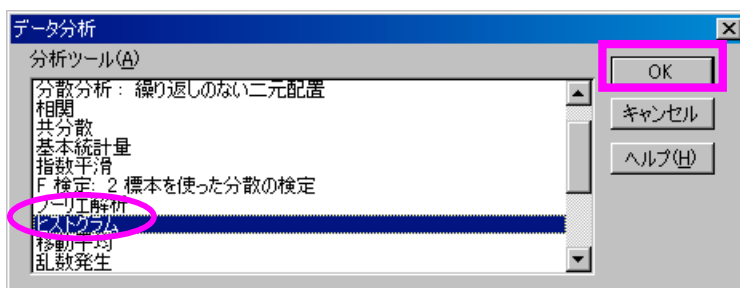 データ分析
分析ツール(A)
分散分析： 繰り返しのない二元配置
相関
共分散
基本統計量
指数平滑
F 検定: 2 標本を使った分散の検定
フーリエ解析
ヒストグラム
移動平均
乱数発生
OK
キャンセル
ヘルプ(H)